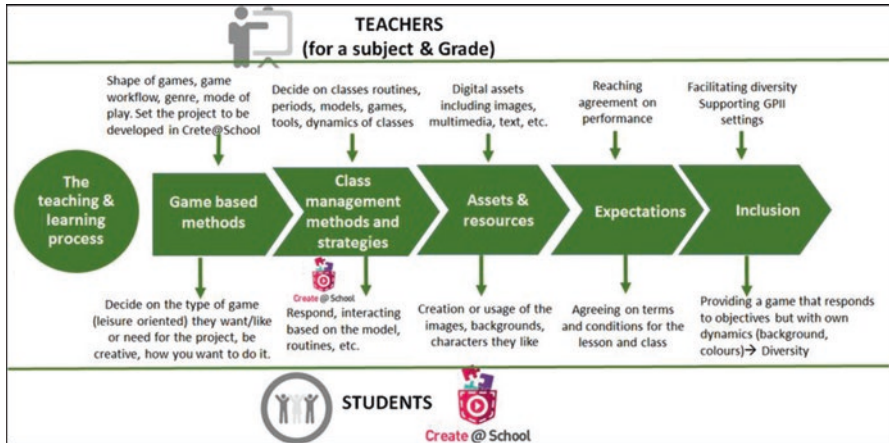 TEACHERS
(for a subject & Grade)
Shape of games, game
workflow, genre, mode of
play. Set the project to be
developed in Crete@School
Decide on classes routines,
periods, models, games,
tools, dynamics of classes
Digital assets
including images,
multimedia, text, etc.
Reaching
agreement on
performance
Facilitating diversity
Supporting GPII
settings
The
teaching &
learning
process
Game based
methods
Class
management
methods and
strategies
Assets &
resources
Expectations
Inclusion
Decide on the type of game
(leisure oriented) they want/like
or need for the project, be
creative, how you want to do it.
Create @ School
Respond, interacting
based on the model,
routines, etc.
Creation or usage of the
images, backgrounds,
characters they like
Agreeing on terms
and conditions for the
lesson and class
Providing a game that responds
to objectives but with own
dynamics (background,
colours)→ Diversity
STUDENTS
Create @ School